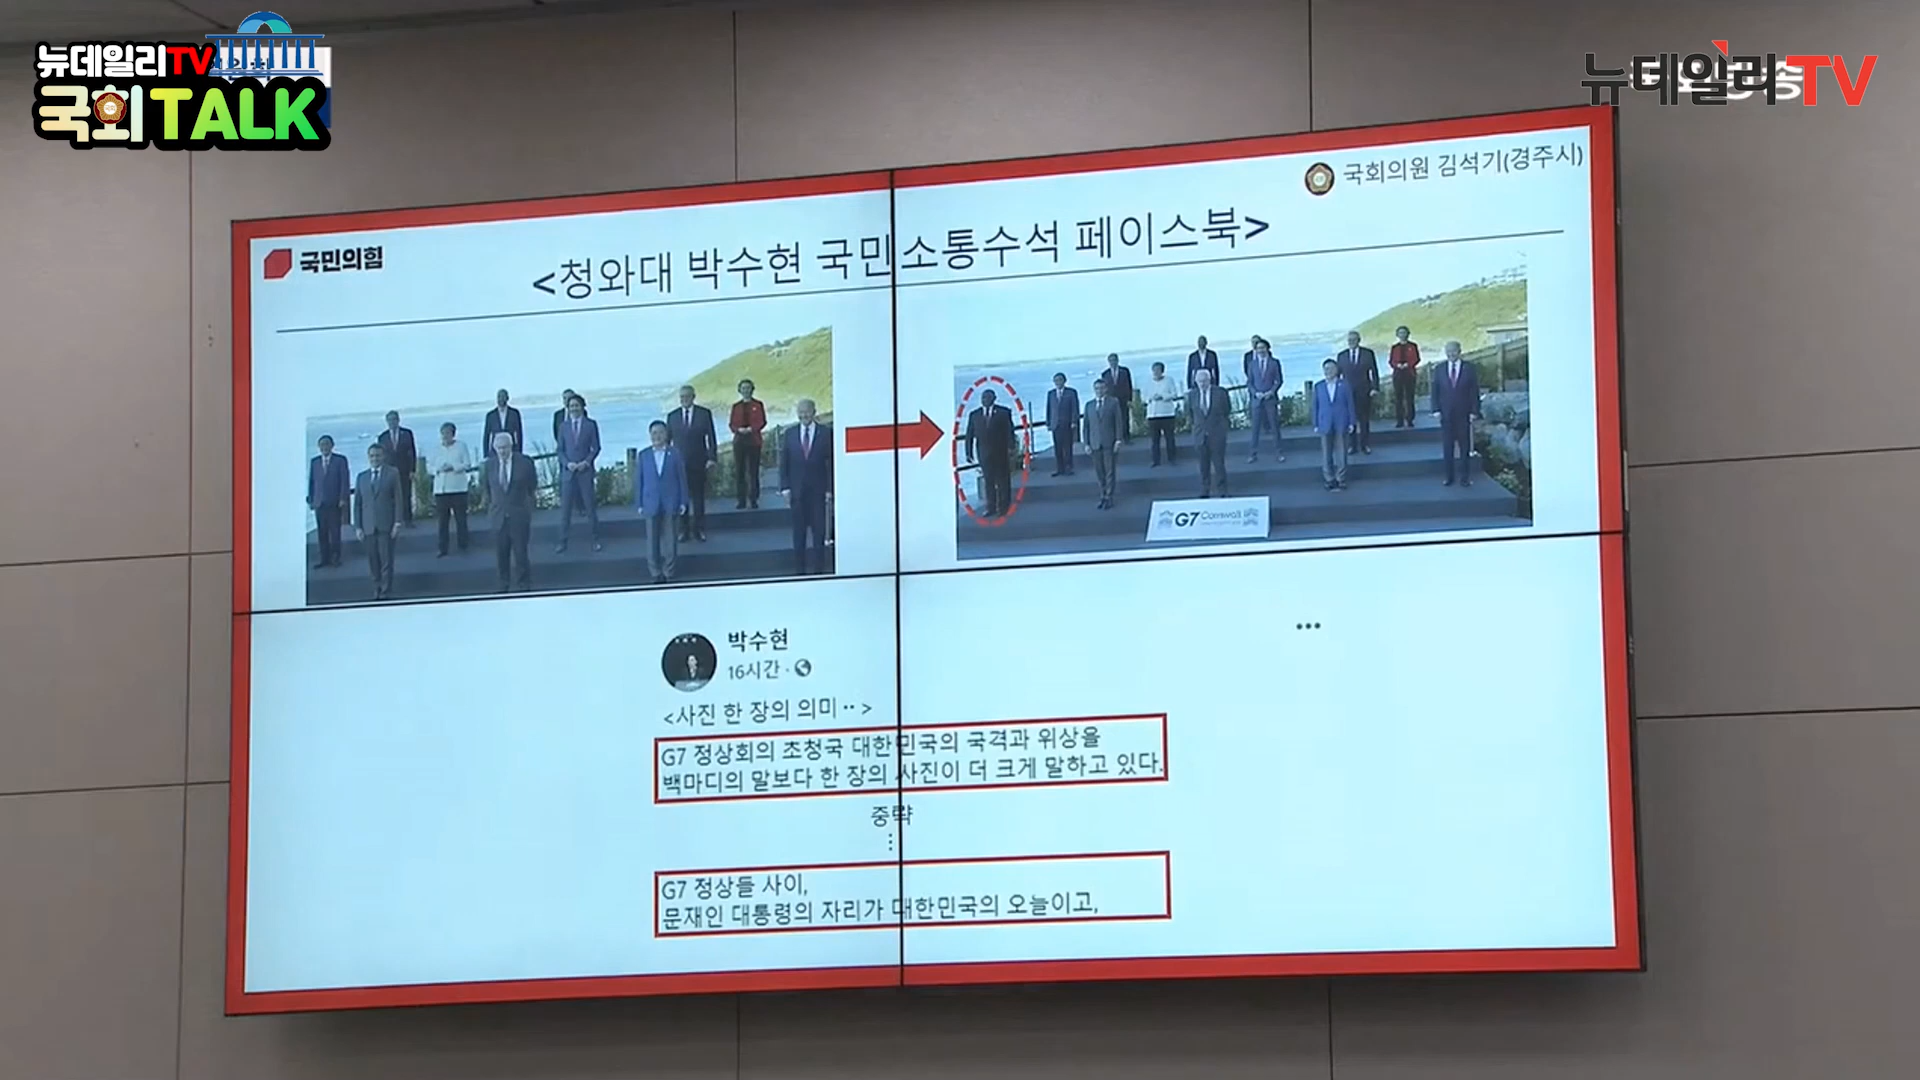 뉴데일리TV
국회TALK
뉴데일리TV
국회의원 김석기(경주시)
국민의힘
<청와대 박수현 국민소통수석 페이스북>
G7 Cornwall
박수현
16시간
<사진 한 장의 의미‥>
G7 정상회의 초청국 대한민국의 국격과 위상을
백마디의 말보다 한 장의 사진이 더 크게 말하고 있다.
중략
⋮
G7 정상들 사이,
문재인 대통령의 자리가 대한민국의 오늘이고,